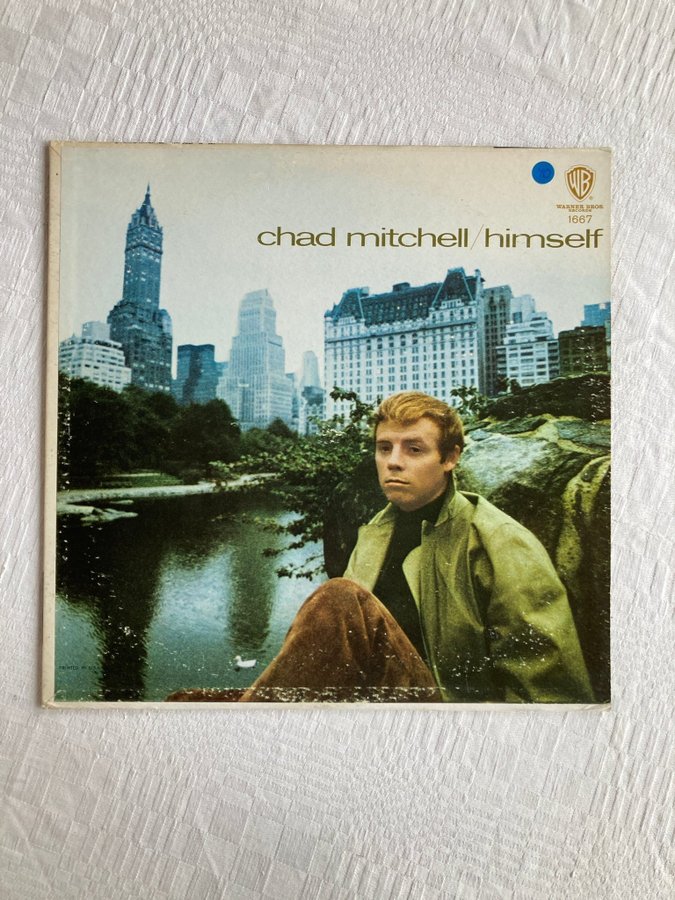 WB
WARNER BROS
RECORDS
1667
chad mitchell/himself